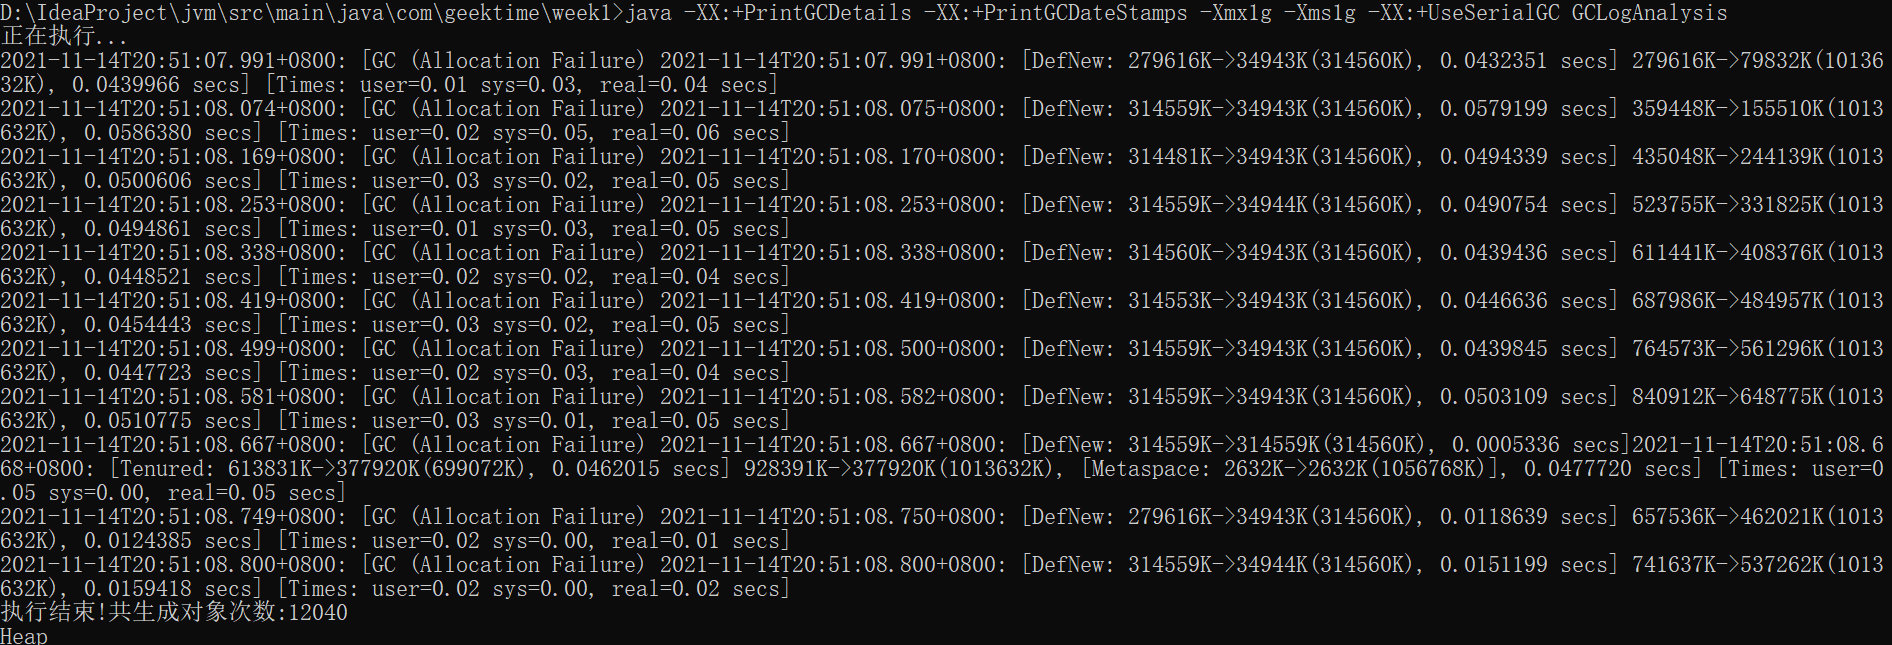 D:\IdeaProject\jvm\src\main\java\com\geektime\week1>java -XX:+PrintGCDetails -XX:+PrintGCDateStamps -Xmx1g -Xms1g -XX:+UseSerialGC GCLogAnalysis
正在执行...
2021-11-14T20:51:07.991+0800: [GC (Allocation Failure) 2021-11-14T20:51:07.991+0800: [DefNew: 279616K->34943K(314560K), 0.0432351 secs] 279616K->79832K(10136
32K), 0.0439966 secs] [Times: user=0.01 sys=0.03, real=0.04 secs]
2021-11-14T20:51:08.074+0800: [GC (Allocation Failure) 2021-11-14T20:51:08.075+0800: [DefNew: 314559K->34943K(314560K), 0.0579199 secs] 359448K->155510K(1013
632K), 0.0586380 secs] [Times: user=0.02 sys=0.05, real=0.06 secs]
2021-11-14T20:51:08.169+0800: [GC (Allocation Failure) 2021-11-14T20:51:08.170+0800: [DefNew: 314481K->34943K(314560K), 0.0494339 secs] 435048K->244139K(1013
632K), 0.0500606 secs] [Times: user=0.03 sys=0.02, real=0.05 secs]
2021-11-14T20:51:08.253+0800: [GC (Allocation Failure) 2021-11-14T20:51:08.253+0800: [DefNew: 314559K->34944K(314560K), 0.0490754 secs] 523755K->331825K(1013
632K), 0.0494861 secs] [Times: user=0.01 sys=0.03, real=0.05 secs]
2021-11-14T20:51:08.338+0800: [GC (Allocation Failure) 2021-11-14T20:51:08.338+0800: [DefNew: 314560K->34943K(314560K), 0.0439436 secs] 611441K->408376K(1013
632K), 0.0448521 secs] [Times: user=0.02 sys=0.02, real=0.04 secs]
2021-11-14T20:51:08.419+0800: [GC (Allocation Failure) 2021-11-14T20:51:08.419+0800: [DefNew: 314553K->34943K(314560K), 0.0446636 secs] 687986K->484957K(1013
632K), 0.0454443 secs] [Times: user=0.03 sys=0.02, real=0.05 secs]
2021-11-14T20:51:08.499+0800: [GC (Allocation Failure) 2021-11-14T20:51:08.500+0800: [DefNew: 314559K->34943K(314560K), 0.0439845 secs] 764573K->561296K(1013
632K), 0.0447723 secs] [Times: user=0.02 sys=0.03, real=0.04 secs]
2021-11-14T20:51:08.581+0800: [GC (Allocation Failure) 2021-11-14T20:51:08.582+0800: [DefNew: 314559K->34943K(314560K), 0.0503109 secs] 840912K->648775K(1013
632K), 0.0510775 secs] [Times: user=0.03 sys=0.01, real=0.05 secs]
2021-11-14T20:51:08.667+0800: [GC (Allocation Failure) 2021-11-14T20:51:08.667+0800: [DefNew: 314559K->314559K(314560K), 0.0005336 secs]2021-11-14T20:51:08.6
68+0800: [Tenured: 613831K->377920K(699072K), 0.0462015 secs] 928391K->377920K(1013632K), [Metaspace: 2632K->2632K(1056768K)], 0.0477720 secs] [Times: user=0
.05 sys=0.00, real=0.05 secs]
2021-11-14T20:51:08.749+0800: [GC (Allocation Failure) 2021-11-14T20:51:08.750+0800: [DefNew: 279616K->34943K(314560K), 0.0118639 secs] 657536K->462021K(1013
632K), 0.0124385 secs] [Times: user=0.02 sys=0.00, real=0.01 secs]
2021-11-14T20:51:08.800+0800: [GC (Allocation Failure) 2021-11-14T20:51:08.800+0800: [DefNew: 314559K->34944K(314560K), 0.0151199 secs] 741637K->537262K(1013
632K), 0.0159418 secs] [Times: user=0.02 sys=0.00, real=0.02 secs]
执行结束!共生成对象次数:12040
Heap